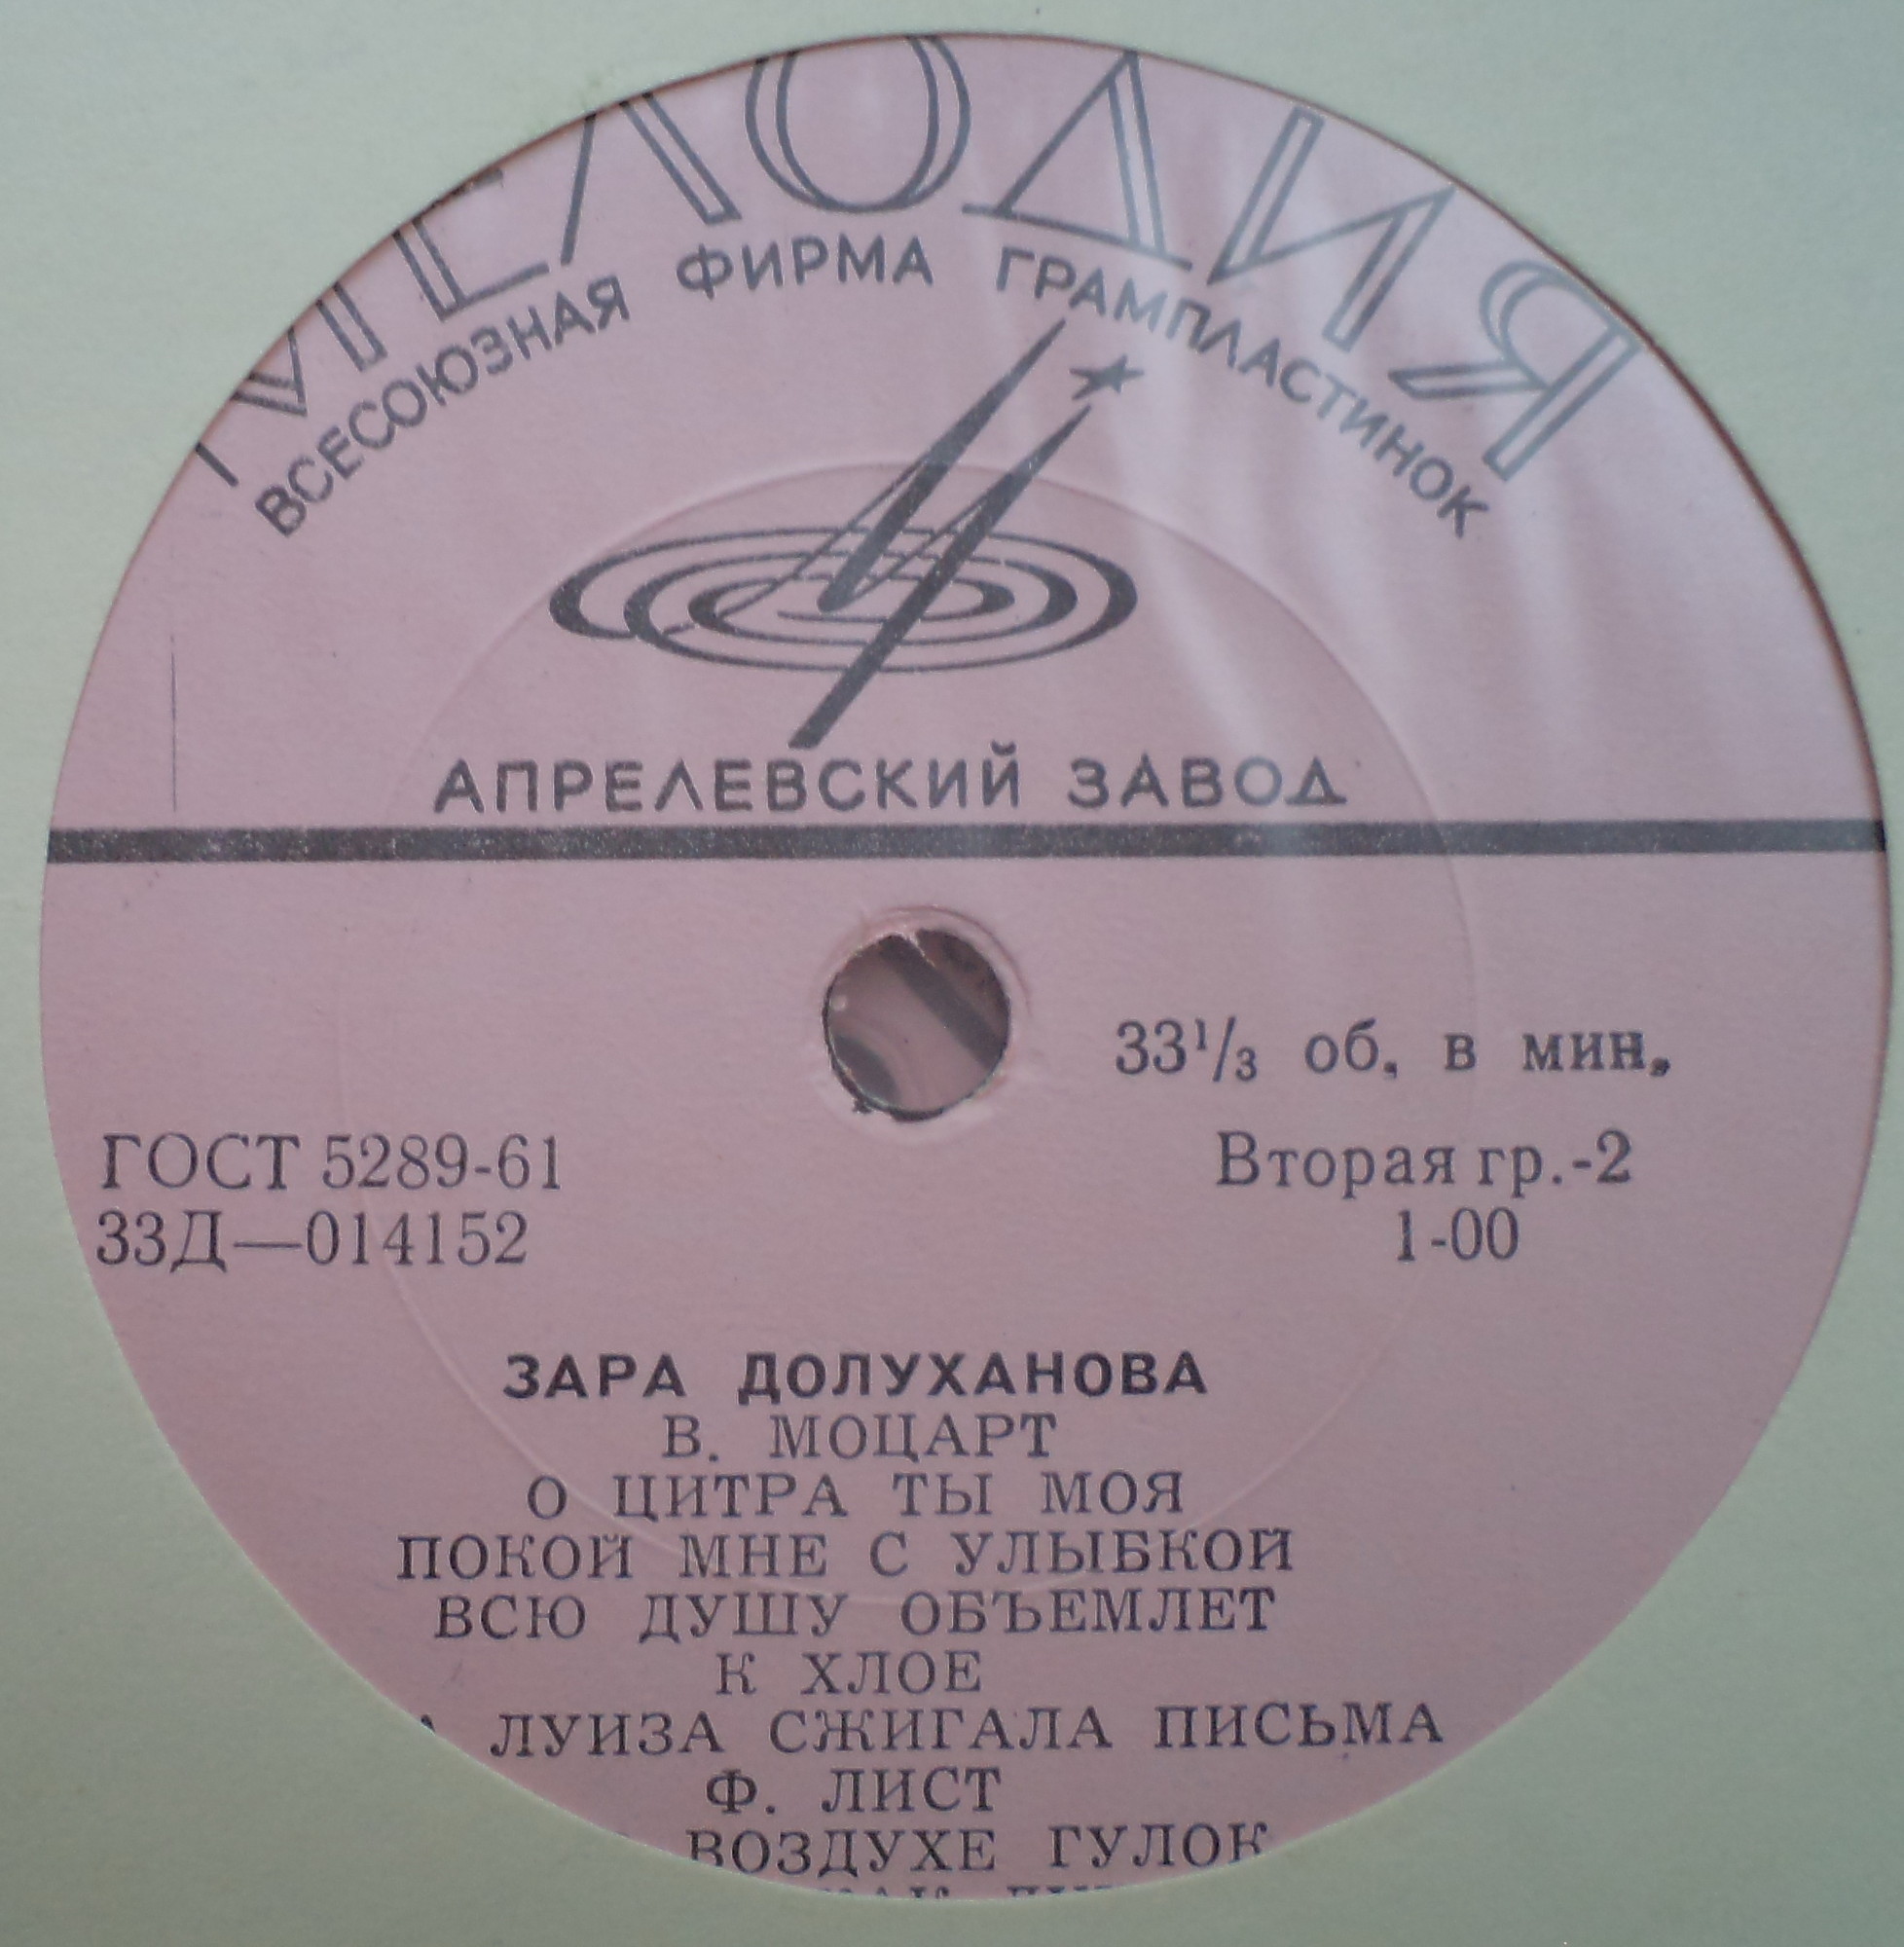 МЕЛОДИЯ
ВСЕСОЮЗНАЯ ФИРМА ГРАМПЛАСТИНОК
АПРЕЛЕВСКИЙ ЗАВОД
33¹/₃ об. в мин.
ГОСТ 5289-61
Вторая гр.-2
33Д—014152
1-00
ЗАРА ДОЛУХАНОВА
В. МОЦАРТ
О ЦИТРА ТЫ МОЯ
ПОКОЙ МНЕ С УЛЫБКОЙ
ВСЮ ДУШУ ОБЪЕМЛЕТ
К ХЛОЕ
ЛУИЗА СЖИГАЛА ПИСЬМА
Ф. ЛИСТ
ВОЗДУХЕ ГУЛОК